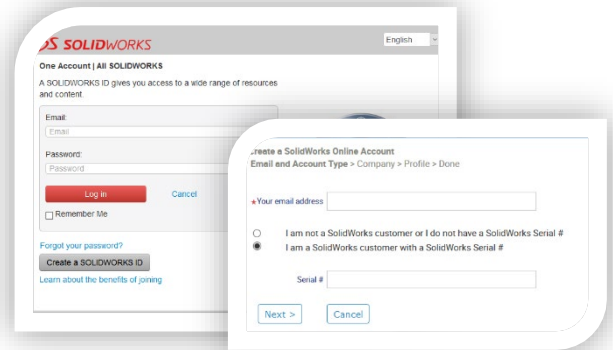 SOLIDWORKS
English
One Account | All SOLIDWORKS
A SOLIDWORKS ID gives you access to a wide range of resources
and content.
Email:
Email
Password:
Password
Log in Cancel
Remember Me
Forgot your password?
Create a SOLIDWORKS ID
Learn about the benefits of joining
Create a SolidWorks Online Account
Email and Account Type > Company > Profile > Done
*Your email address
I am not a SolidWorks customer or I do not have a SolidWorks Serial #
I am a SolidWorks customer with a SolidWorks Serial #
Serial #
Next > Cancel